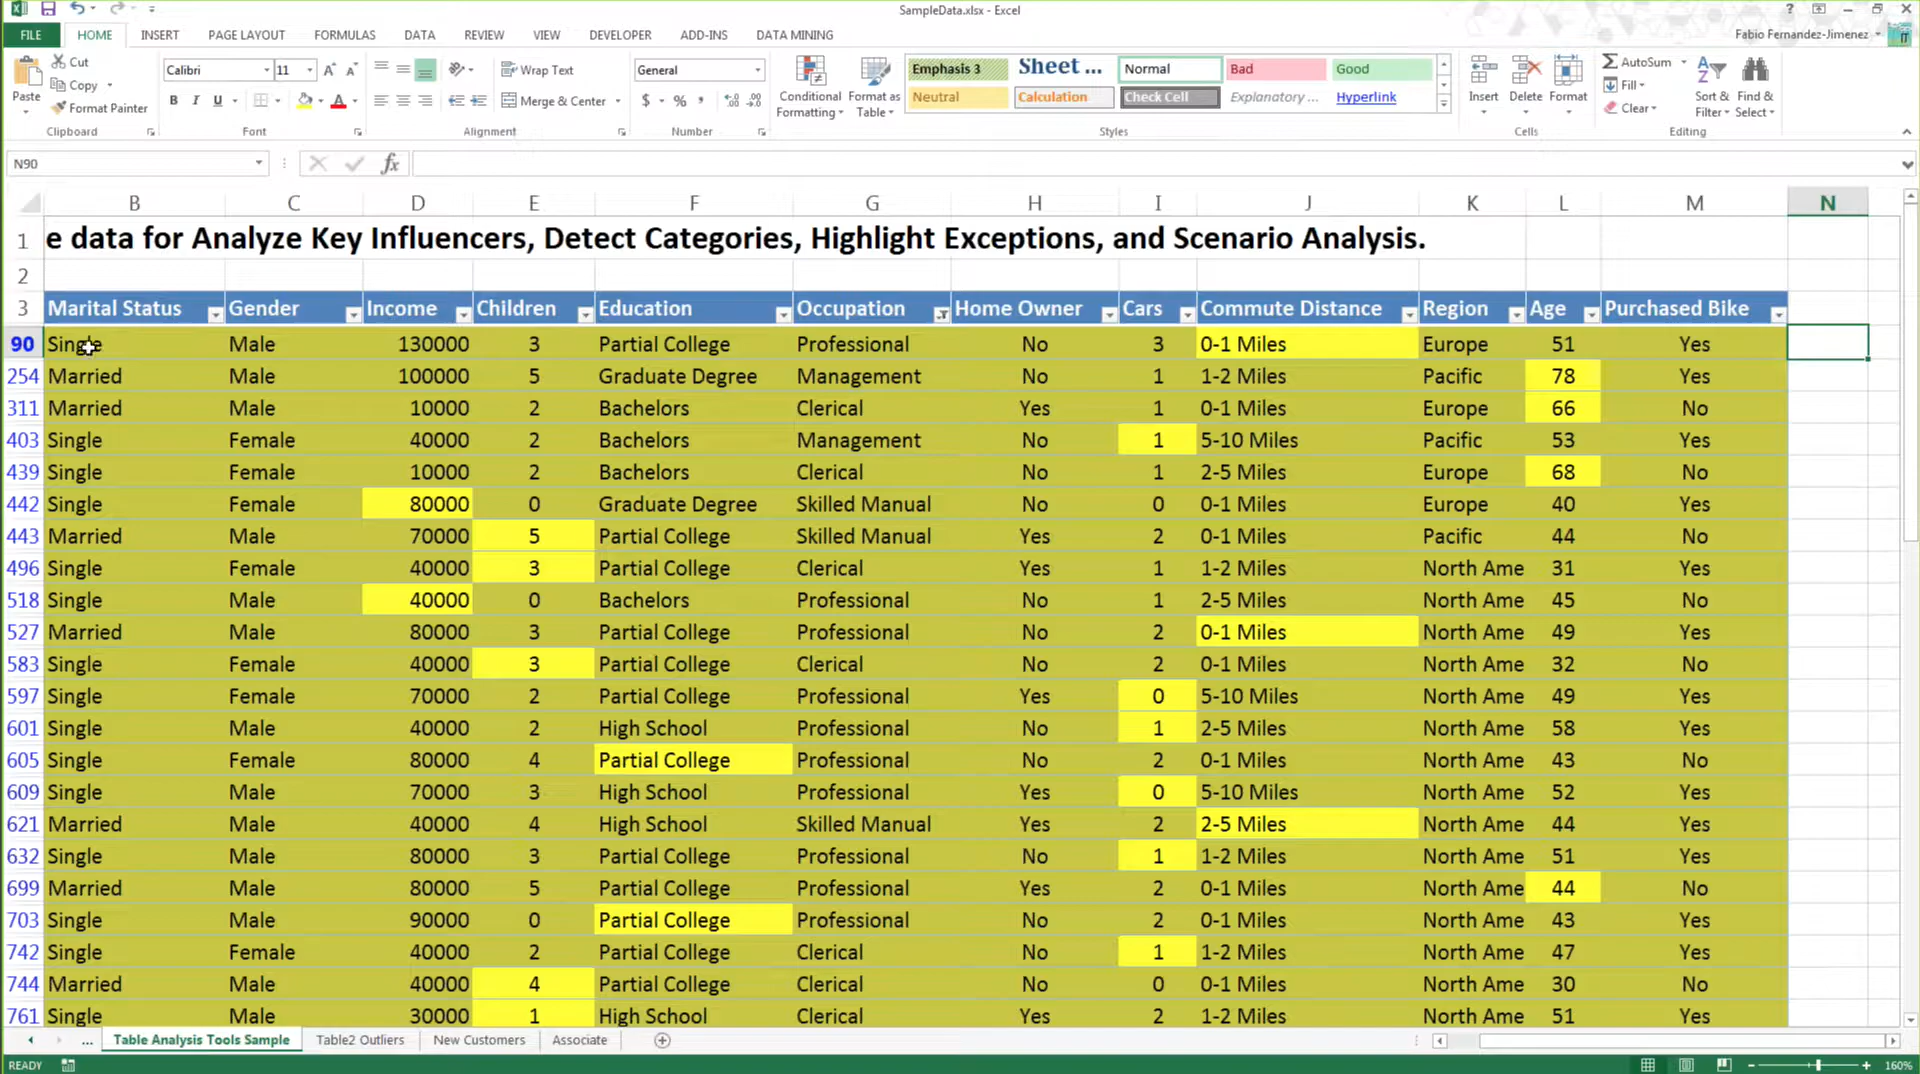 SampleData.xlsx - Excel
FILE HOME INSERT PAGE LAYOUT FORMULAS DATA REVIEW VIEW DEVELOPER ADD-INS DATA MINING Fabio Fernandez-Jimenez
Paste Cut Copy Format Painter Clipboard
Calibri 11 B I U A A A Font
Wrap Text Merge & Center Alignment
General $ % , Number
Conditional Formatting Format as Table
Emphasis 3 Sheet ... Normal Bad Good
Neutral Calculation Check Cell Explanatory ... Hyperlink
Styles
Insert Delete Format Cells
AutoSum Fill Clear Sort & Filter Find & Select Editing
N90 fx
B C D E F G H I J K L M N
1 e data for Analyze Key Influencers, Detect Categories, Highlight Exceptions, and Scenario Analysis.
2
3 Marital Status Gender Income Children Education Occupation Home Owner Cars Commute Distance Region Age Purchased Bike
90 Single Male 130000 3 Partial College Professional No 3 0-1 Miles Europe 51 Yes
254 Married Male 100000 5 Graduate Degree Management No 1 1-2 Miles Pacific 78 Yes
311 Married Male 10000 2 Bachelors Clerical Yes 1 0-1 Miles Europe 66 No
403 Single Female 40000 2 Bachelors Management No 1 5-10 Miles Pacific 53 Yes
439 Single Female 10000 2 Bachelors Clerical No 1 2-5 Miles Europe 68 No
442 Single Female 80000 0 Graduate Degree Skilled Manual No 0 0-1 Miles Europe 40 Yes
443 Married Male 70000 5 Partial College Skilled Manual Yes 2 0-1 Miles Pacific 44 No
496 Single Female 40000 3 Partial College Clerical Yes 1 1-2 Miles North Ame 31 Yes
518 Single Male 40000 0 Bachelors Professional No 1 2-5 Miles North Ame 45 No
527 Married Male 80000 3 Partial College Professional No 2 0-1 Miles North Ame 49 Yes
583 Single Female 40000 3 Partial College Clerical No 2 0-1 Miles North Ame 32 No
597 Single Female 70000 2 Partial College Professional Yes 0 5-10 Miles North Ame 49 Yes
601 Single Male 40000 2 High School Professional No 1 2-5 Miles North Ame 58 Yes
605 Single Female 80000 4 Partial College Professional No 2 0-1 Miles North Ame 43 No
609 Single Male 70000 3 High School Professional Yes 0 5-10 Miles North Ame 52 Yes
621 Married Male 40000 4 High School Skilled Manual Yes 2 2-5 Miles North Ame 44 Yes
632 Single Male 80000 3 Partial College Professional No 1 1-2 Miles North Ame 51 Yes
699 Married Male 80000 5 Partial College Professional Yes 2 0-1 Miles North Ame 44 No
703 Single Male 90000 0 Partial College Professional No 2 0-1 Miles North Ame 43 Yes
742 Single Female 40000 2 Partial College Clerical No 1 1-2 Miles North Ame 47 Yes
744 Married Male 40000 4 Partial College Clerical No 0 0-1 Miles North Ame 30 No
761 Single Male 30000 1 High School Clerical Yes 2 1-2 Miles North Ame 51 Yes
... Table Analysis Tools Sample Table2 Outliers New Customers Associate
READY 160%